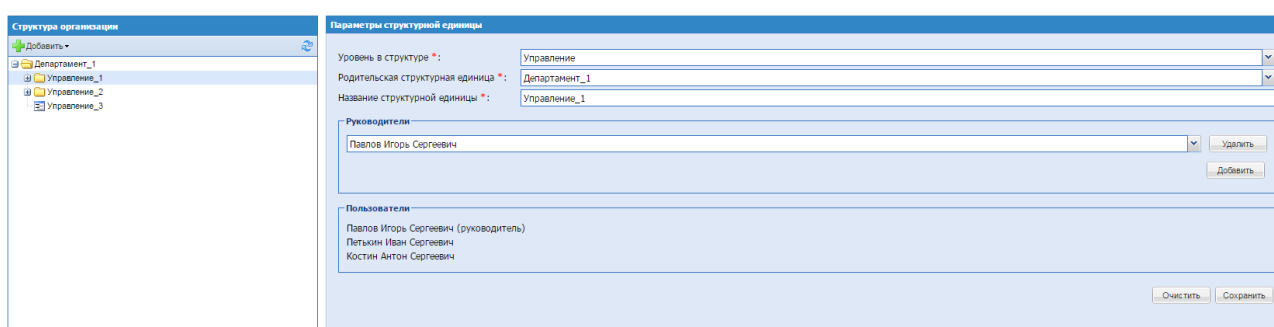 Структура организации
Добавить
Департамент_1
Управление_1
Управление_2
Управление_3
Параметры структурной единицы
Уровень в структуре *: Управление
Родительская структурная единица *: Департамент_1
Название структурной единицы *: Управление_1
Руководители
Павлов Игорь Сергеевич Удалить
Добавить
Пользователи
Павлов Игорь Сергеевич (руководитель)
Петькин Иван Сергеевич
Костин Антон Сергеевич
Очистить Сохранить